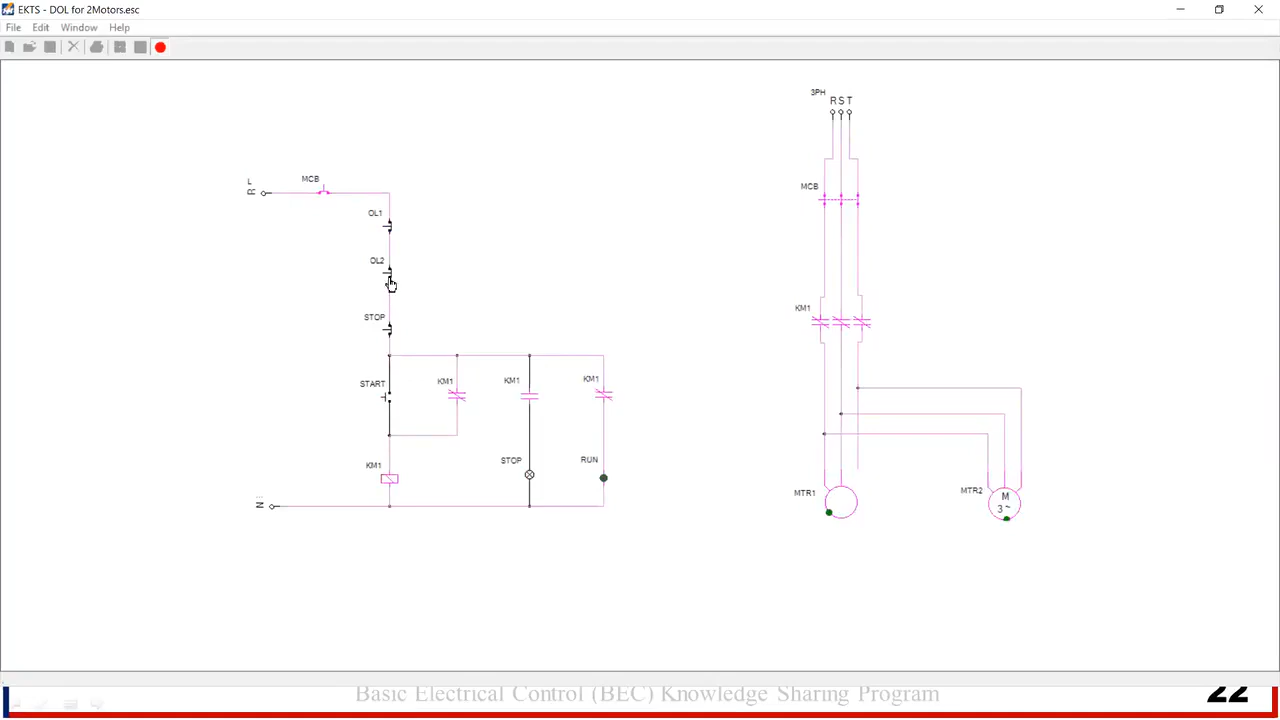 EKTS - DOL for 2Motors.esc
File Edit Window Help
3PH
R S T
L
R
MCB
MCB
OL1
OL2
STOP
KM1
START
KM1
KM1
KM1
KM1
STOP
RUN
N
MTR1
MTR2
M
3 ~
Basic Electrical Control (BEC) Knowledge Sharing Program
22